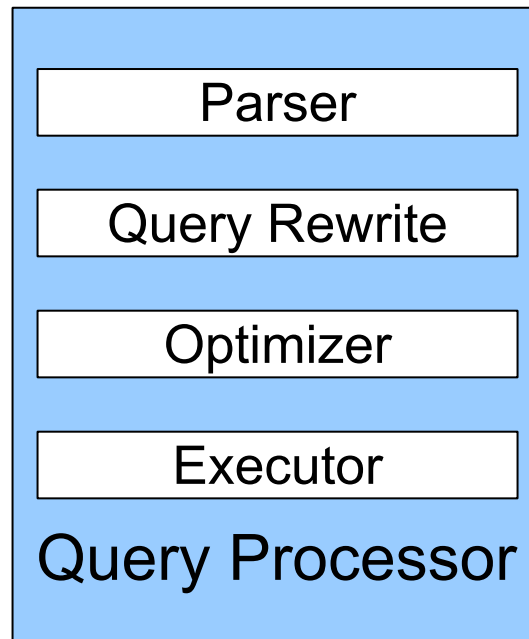 Parser
Query Rewrite
Optimizer
Executor
Query Processor